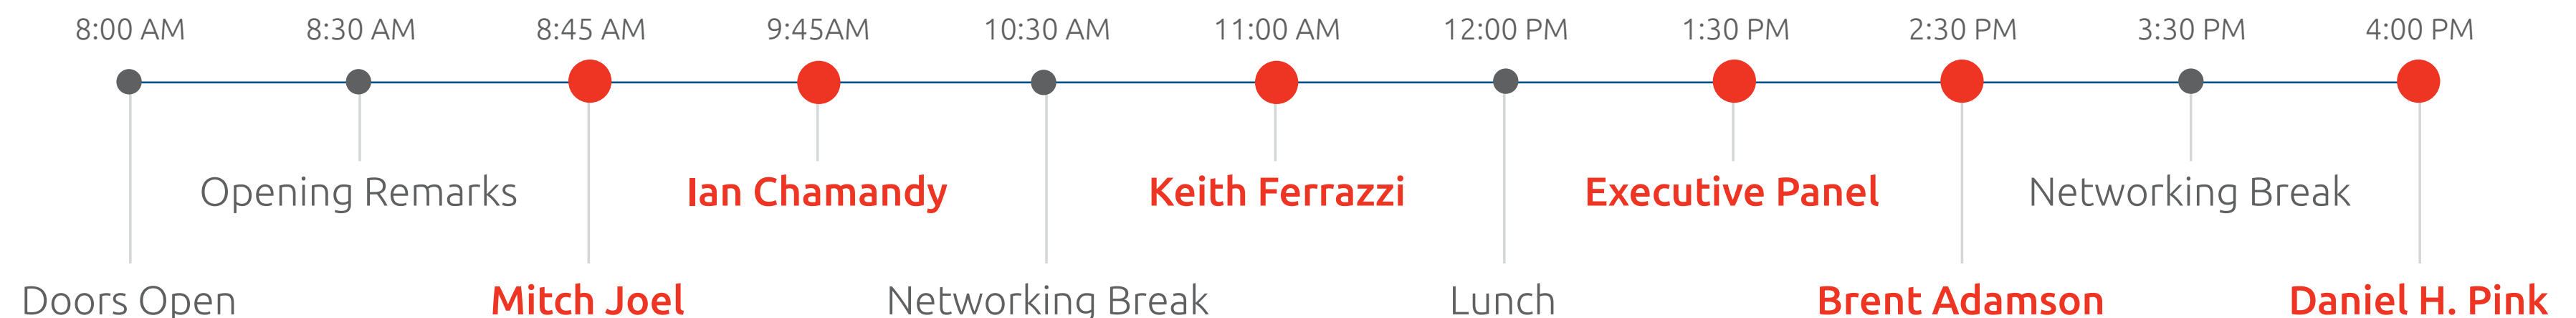 8:00 AM 8:30 AM 8:45 AM 9:45AM 10:30 AM 11:00 AM 12:00 PM 1:30 PM 2:30 PM 3:30 PM 4:00 PM
Opening Remarks Ian Chamandy Keith Ferrazzi Executive Panel Networking Break
Doors Open Mitch Joel Networking Break Lunch Brent Adamson Daniel H. Pink